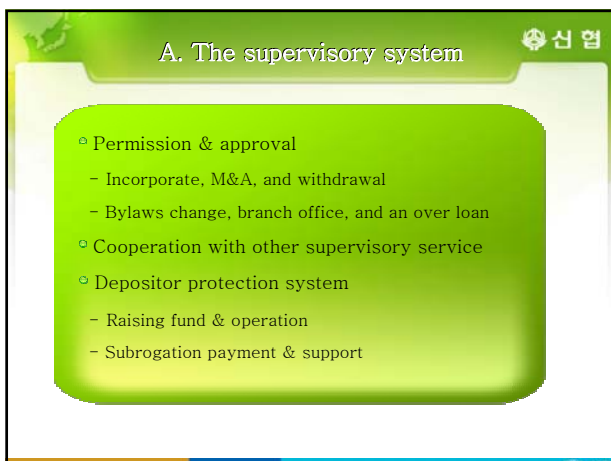 A. The supervisory system
신협
Permission & approval
- Incorporate, M&A, and withdrawal
- Bylaws change, branch office, and an over loan
Cooperation with other supervisory service
Depositor protection system
- Raising fund & operation
- Subrogation payment & support